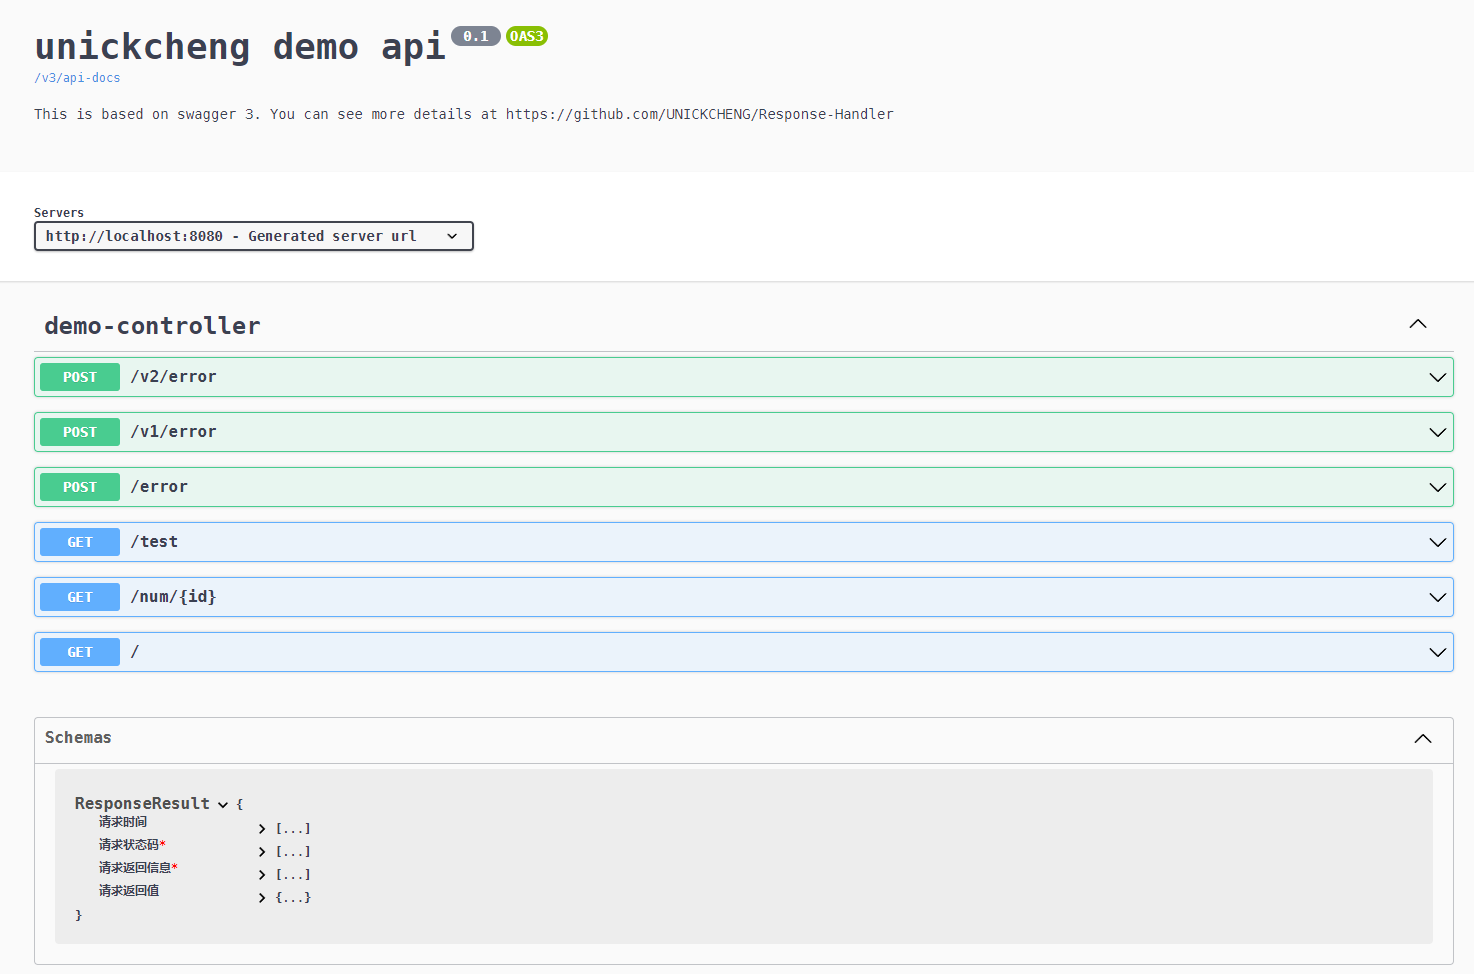 unickcheng demo api 0.1 OAS3
/v3/api-docs
This is based on swagger 3. You can see more details at https://github.com/UNICKCHENG/Response-Handler
Servers
http://localhost:8080 - Generated server url
demo-controller
POST /v2/error
POST /v1/error
POST /error
GET /test
GET /num/{id}
GET /
Schemas
ResponseResult {
请求时间 [...]
请求状态码* [...]
请求返回信息* [...]
请求返回值 {...}
}